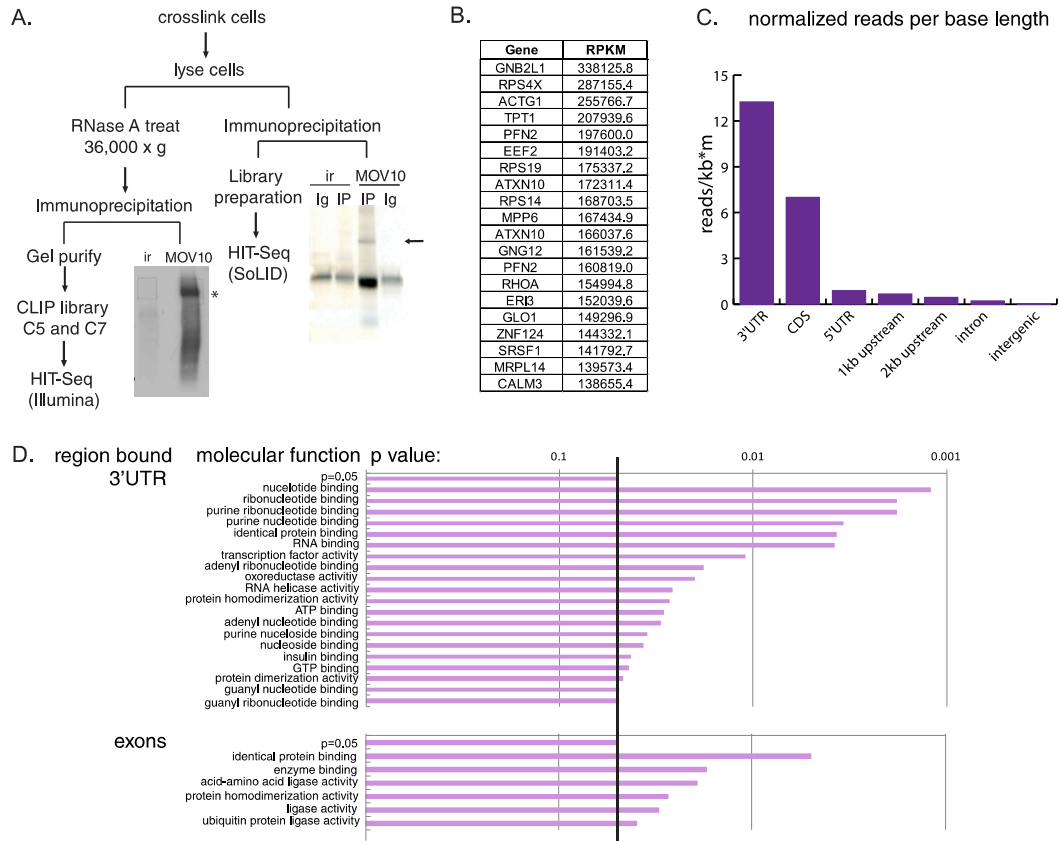 A.
crosslink cells
lyse cells
RNase A treat
36,000 x g
Immunoprecipitation
Immunoprecipitation
Gel purify
CLIP library
C5 and C7
HIT-Seq
(Illumina)
ir MOV10
*
Library
preparation
HIT-Seq
(SoLID)
ir MOV10
Ig IP IP Ig
B.
Gene RPKM
GNB2L1 338125.8
RPS4X 287155.4
ACTG1 255766.7
TPT1 207939.6
PFN2 197600.0
EEF2 191403.2
RPS19 175337.2
ATXN10 172311.4
RPS14 168703.5
MPP6 167434.9
ATXN10 166037.6
GNG12 161539.2
PFN2 160819.0
RHOA 154994.8
ERI3 152039.6
GLO1 149296.9
ZNF124 144332.1
SRSF1 141792.7
MRPL14 139573.4
CALM3 138655.4
C. normalized reads per base length
reads/kb*m
15
12
9
6
3
0
3'UTR
CDS
5'UTR
1kb upstream
2kb upstream
intron
intergenic
D. region bound molecular function p value: 0.1 0.01 0.001
3'UTR
p=0.05
nucelotide binding
ribonucleotide binding
purine ribonucleotide binding
purine nucleotide binding
identical protein binding
RNA binding
transcription factor activity
adenyl ribonucleotide binding
oxoreductase activitiy
RNA helicase activitiy
protein homodimerization activity
ATP binding
adenyl nucleotide binding
purine nuceloside binding
nucleoside binding
insulin binding
GTP binding
protein dimerization activity
guanyl nucleotide binding
guanyl ribonucleotide binding
exons
p=0.05
identical protein binding
enzyme binding
acid-amino acid ligase activity
protein homodimerization activity
ligase activity
ubiquitin protein ligase activity